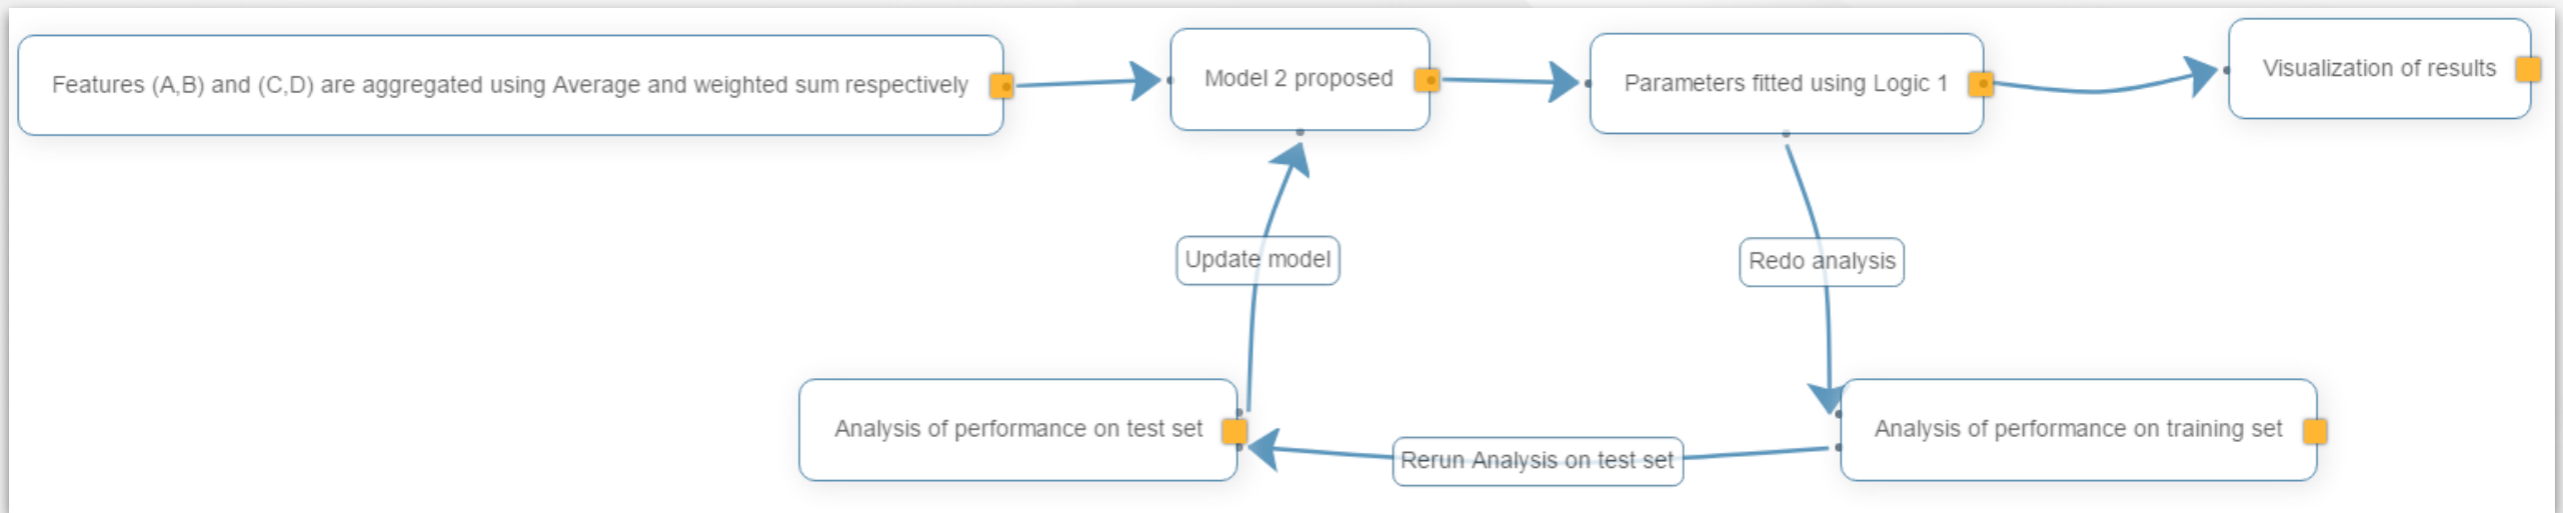 Features (A,B) and (C,D) are aggregated using Average and weighted sum respectively
Model 2 proposed
Parameters fitted using Logic 1
Visualization of results
Update model
Redo analysis
Analysis of performance on test set
Rerun Analysis on test set
Analysis of performance on training set